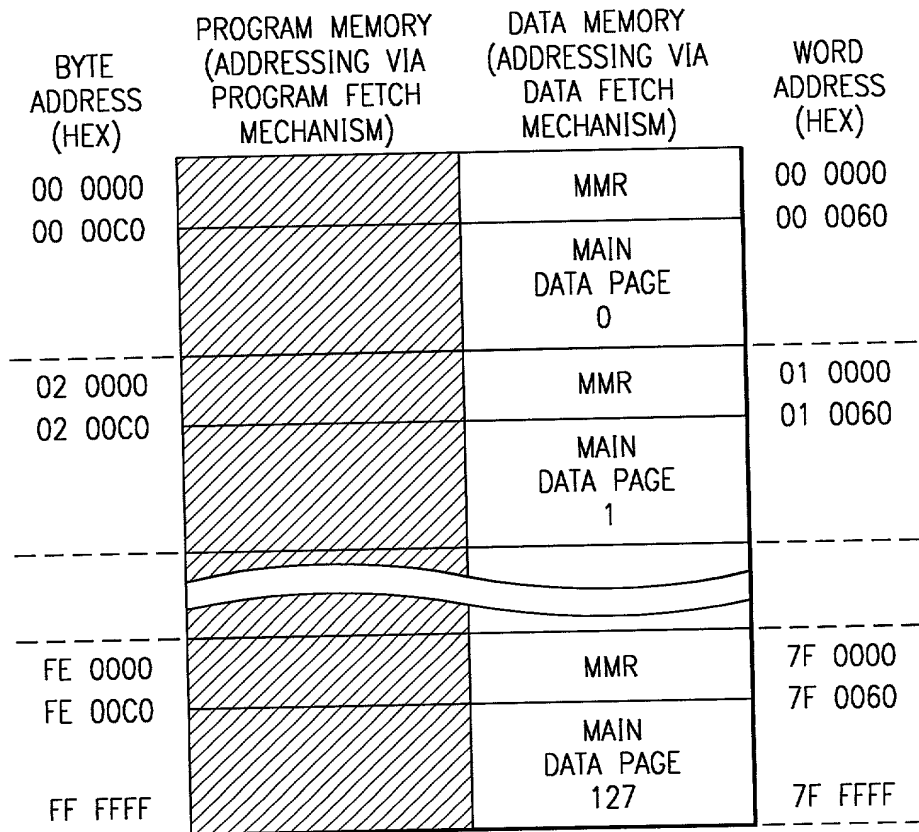 BYTE
ADDRESS
(HEX)
PROGRAM MEMORY
(ADDRESSING VIA
PROGRAM FETCH
MECHANISM)
DATA MEMORY
(ADDRESSING VIA
DATA FETCH
MECHANISM)
WORD
ADDRESS
(HEX)
00 0000
MMR
00 0000
00 00C0
00 0060
MAIN
DATA PAGE
0
02 0000
MMR
01 0000
02 00C0
01 0060
MAIN
DATA PAGE
1
FE 0000
MMR
7F 0000
FE 00C0
7F 0060
MAIN
DATA PAGE
127
FF FFFF
7F FFFF